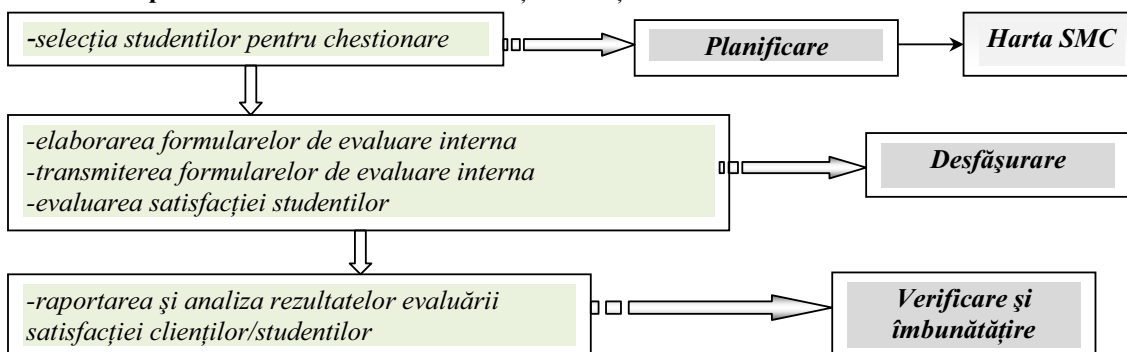 -selecția studentilor pentru chestionare
Planificare
Harta SMC
-elaborarea formularelor de evaluare interna
-transmiterea formularelor de evaluare interna
-evaluarea satisfacției studentilor
Desfăşurare
-raportarea şi analiza rezultatelor evaluării
satisfacției clienților/studentilor
Verificare şi
îmbunătățire